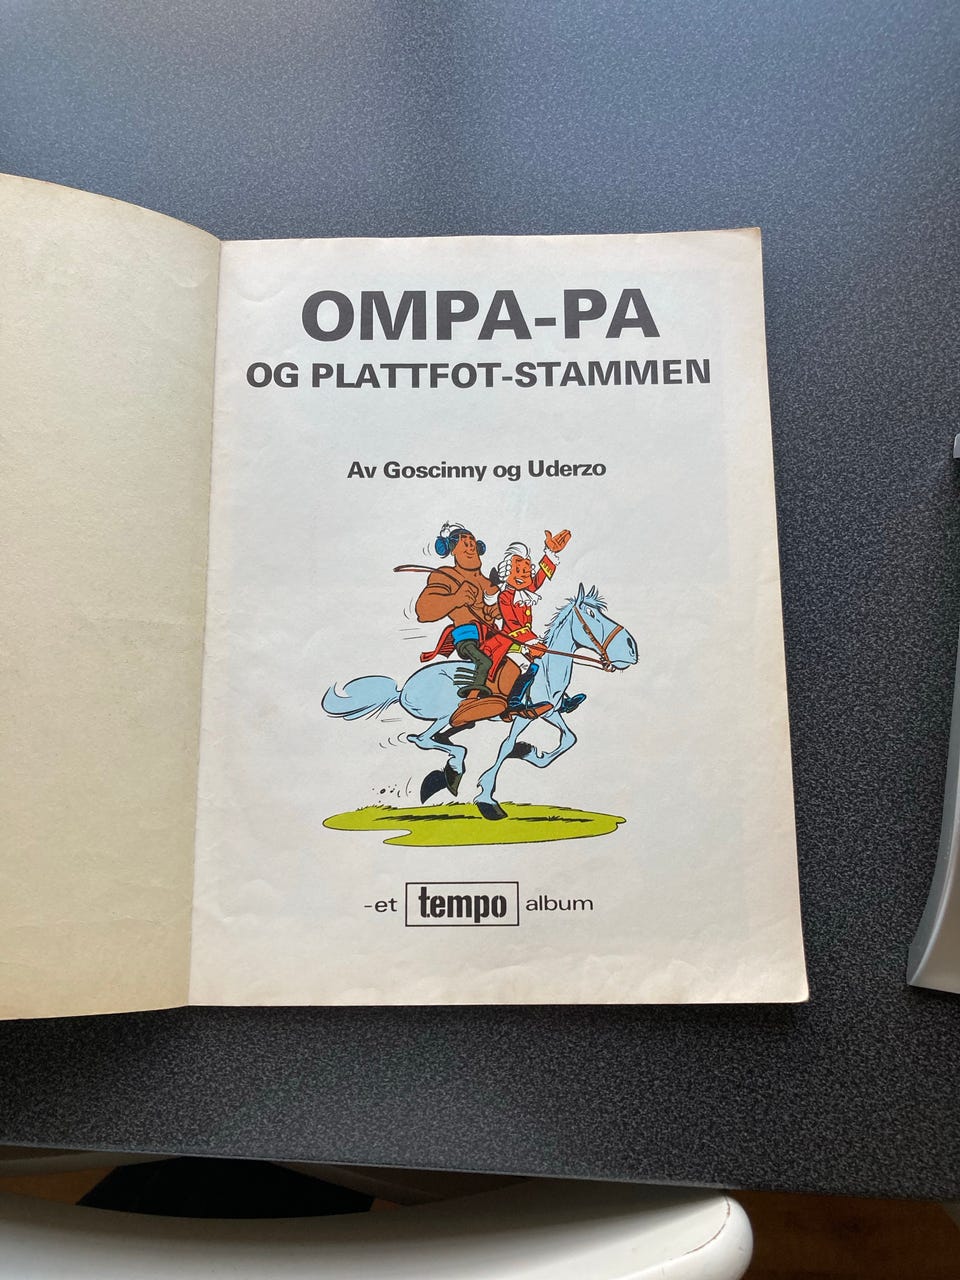 OMPA-PA
OG PLATTFOT-STAMMEN
Av Goscinny og Uderzo
-et tempo album